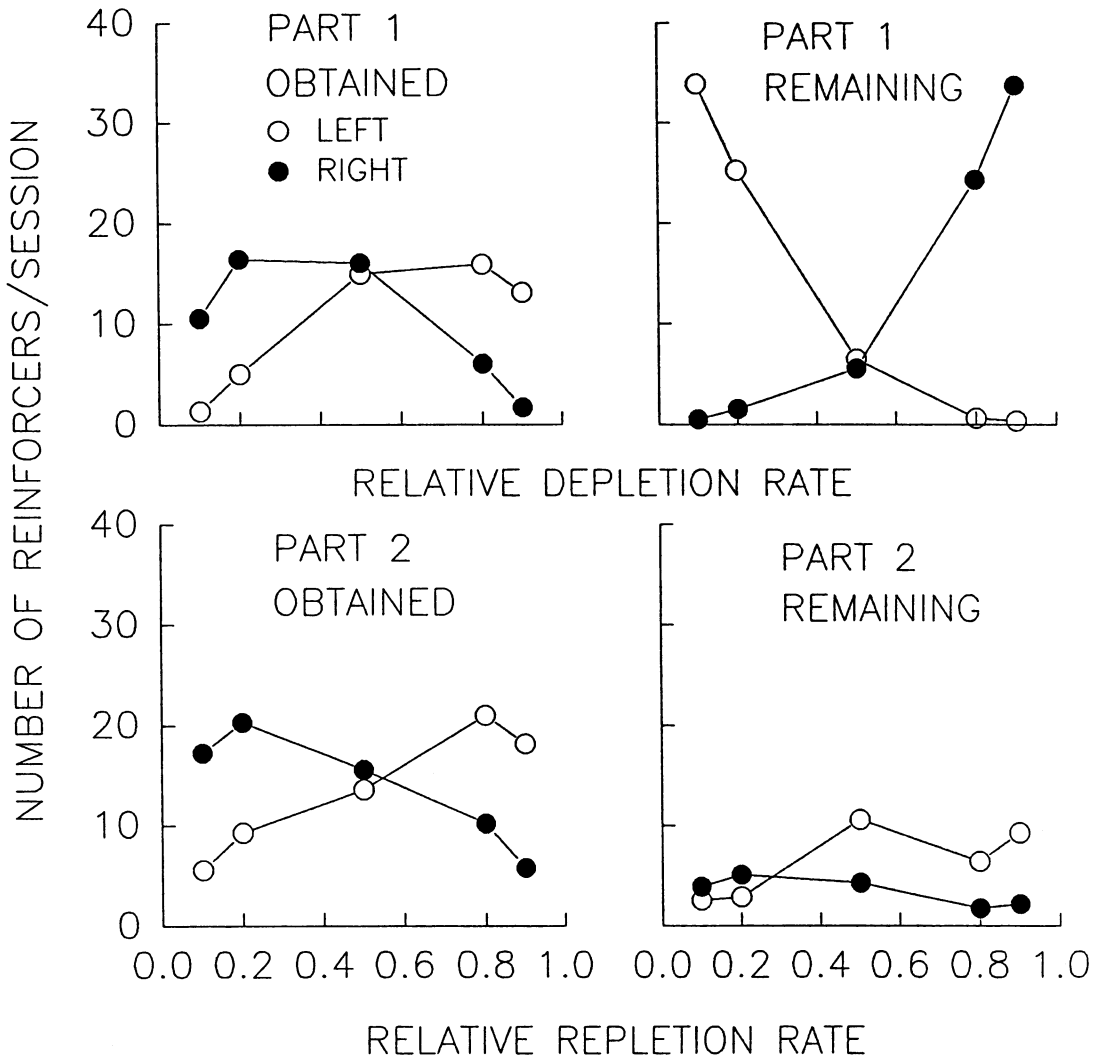 NUMBER OF REINFORCERS/SESSION
PART 1
OBTAINED
LEFT
RIGHT
40
30
20
10
0
PART 1
REMAINING
RELATIVE DEPLETION RATE
PART 2
OBTAINED
40
30
20
10
0
0.0 0.2 0.4 0.6 0.8 1.0
PART 2
REMAINING
0.0 0.2 0.4 0.6 0.8 1.0
RELATIVE REPLETION RATE